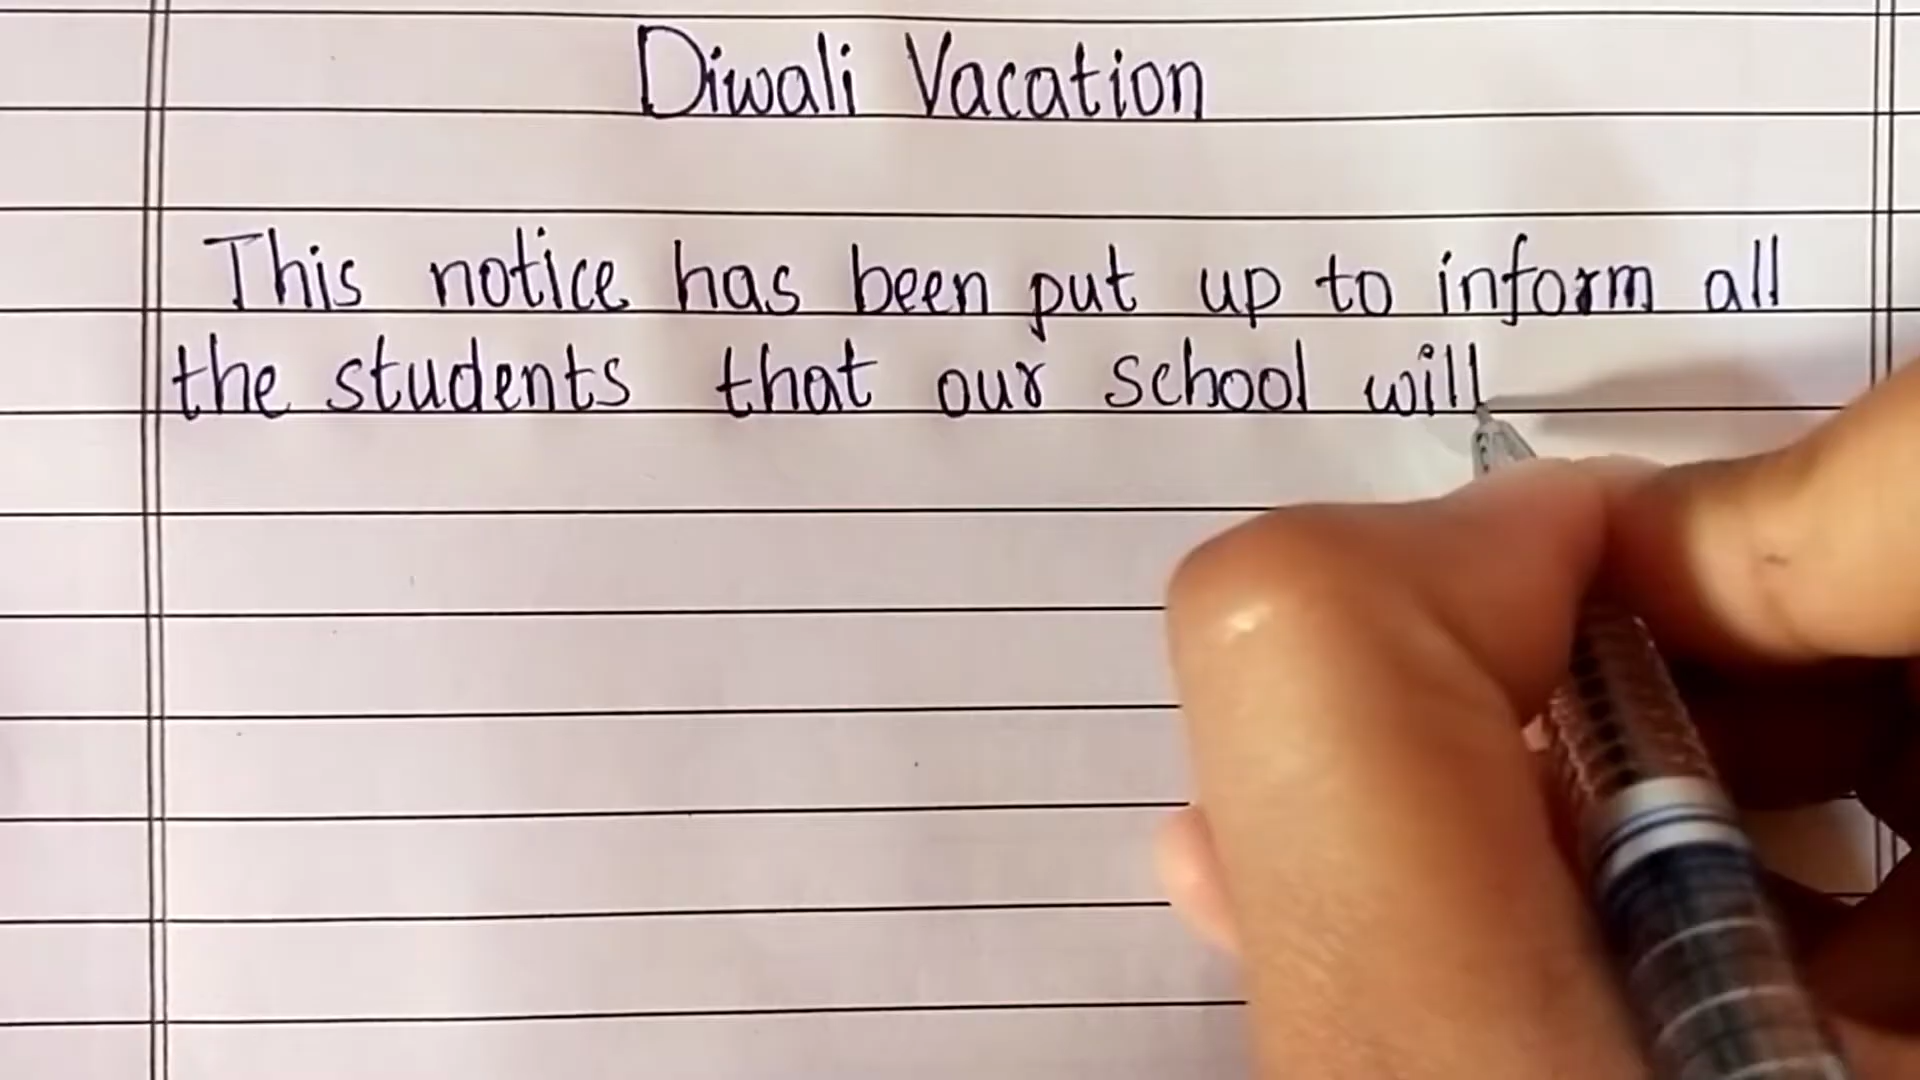 Diwali Vacation
This notice has been put up to inform all
the students that our school will